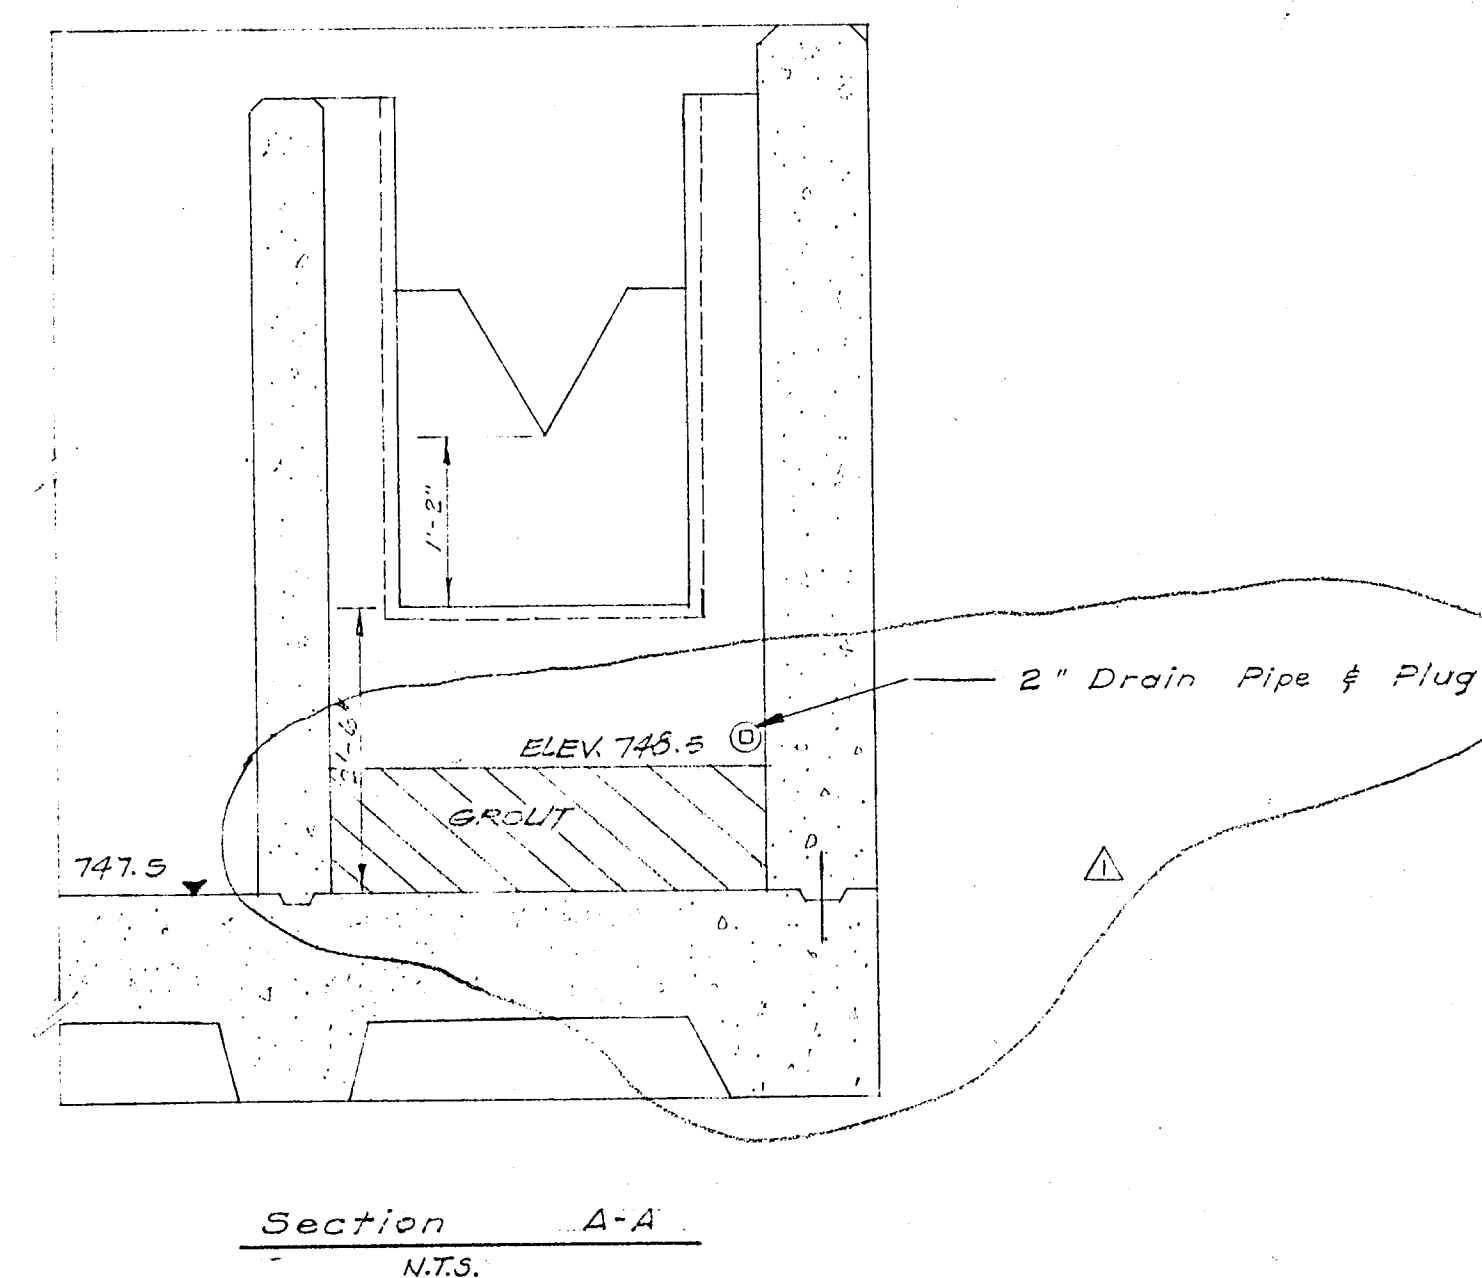 1'-2"
2" Drain Pipe & Plug
ELEV. 748.5
GROUT
747.5
1
Section A-A
N.T.S.